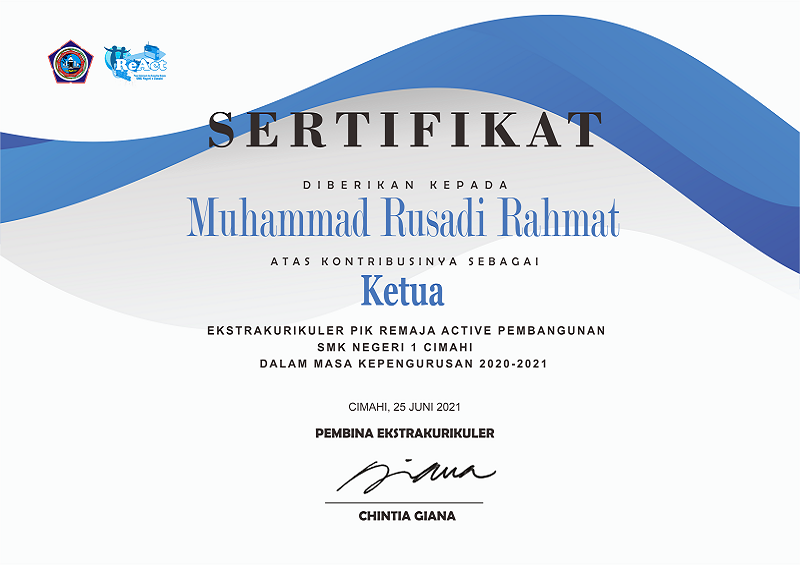 ReAct
SERTIFIKAT
DIBERIKAN KEPADA
Muhammad Rusadi Rahmat
ATAS KONTRIBUSINYA SEBAGAI
Ketua
EKSTRAKURIKULER PIK REMAJA ACTIVE PEMBANGUNAN
SMK NEGERI 1 CIMAHI
DALAM MASA KEPENGURUSAN 2020-2021
CIMAHI, 25 JUNI 2021
PEMBINA EKSTRAKURIKULER
Giana
CHINTIA GIANA